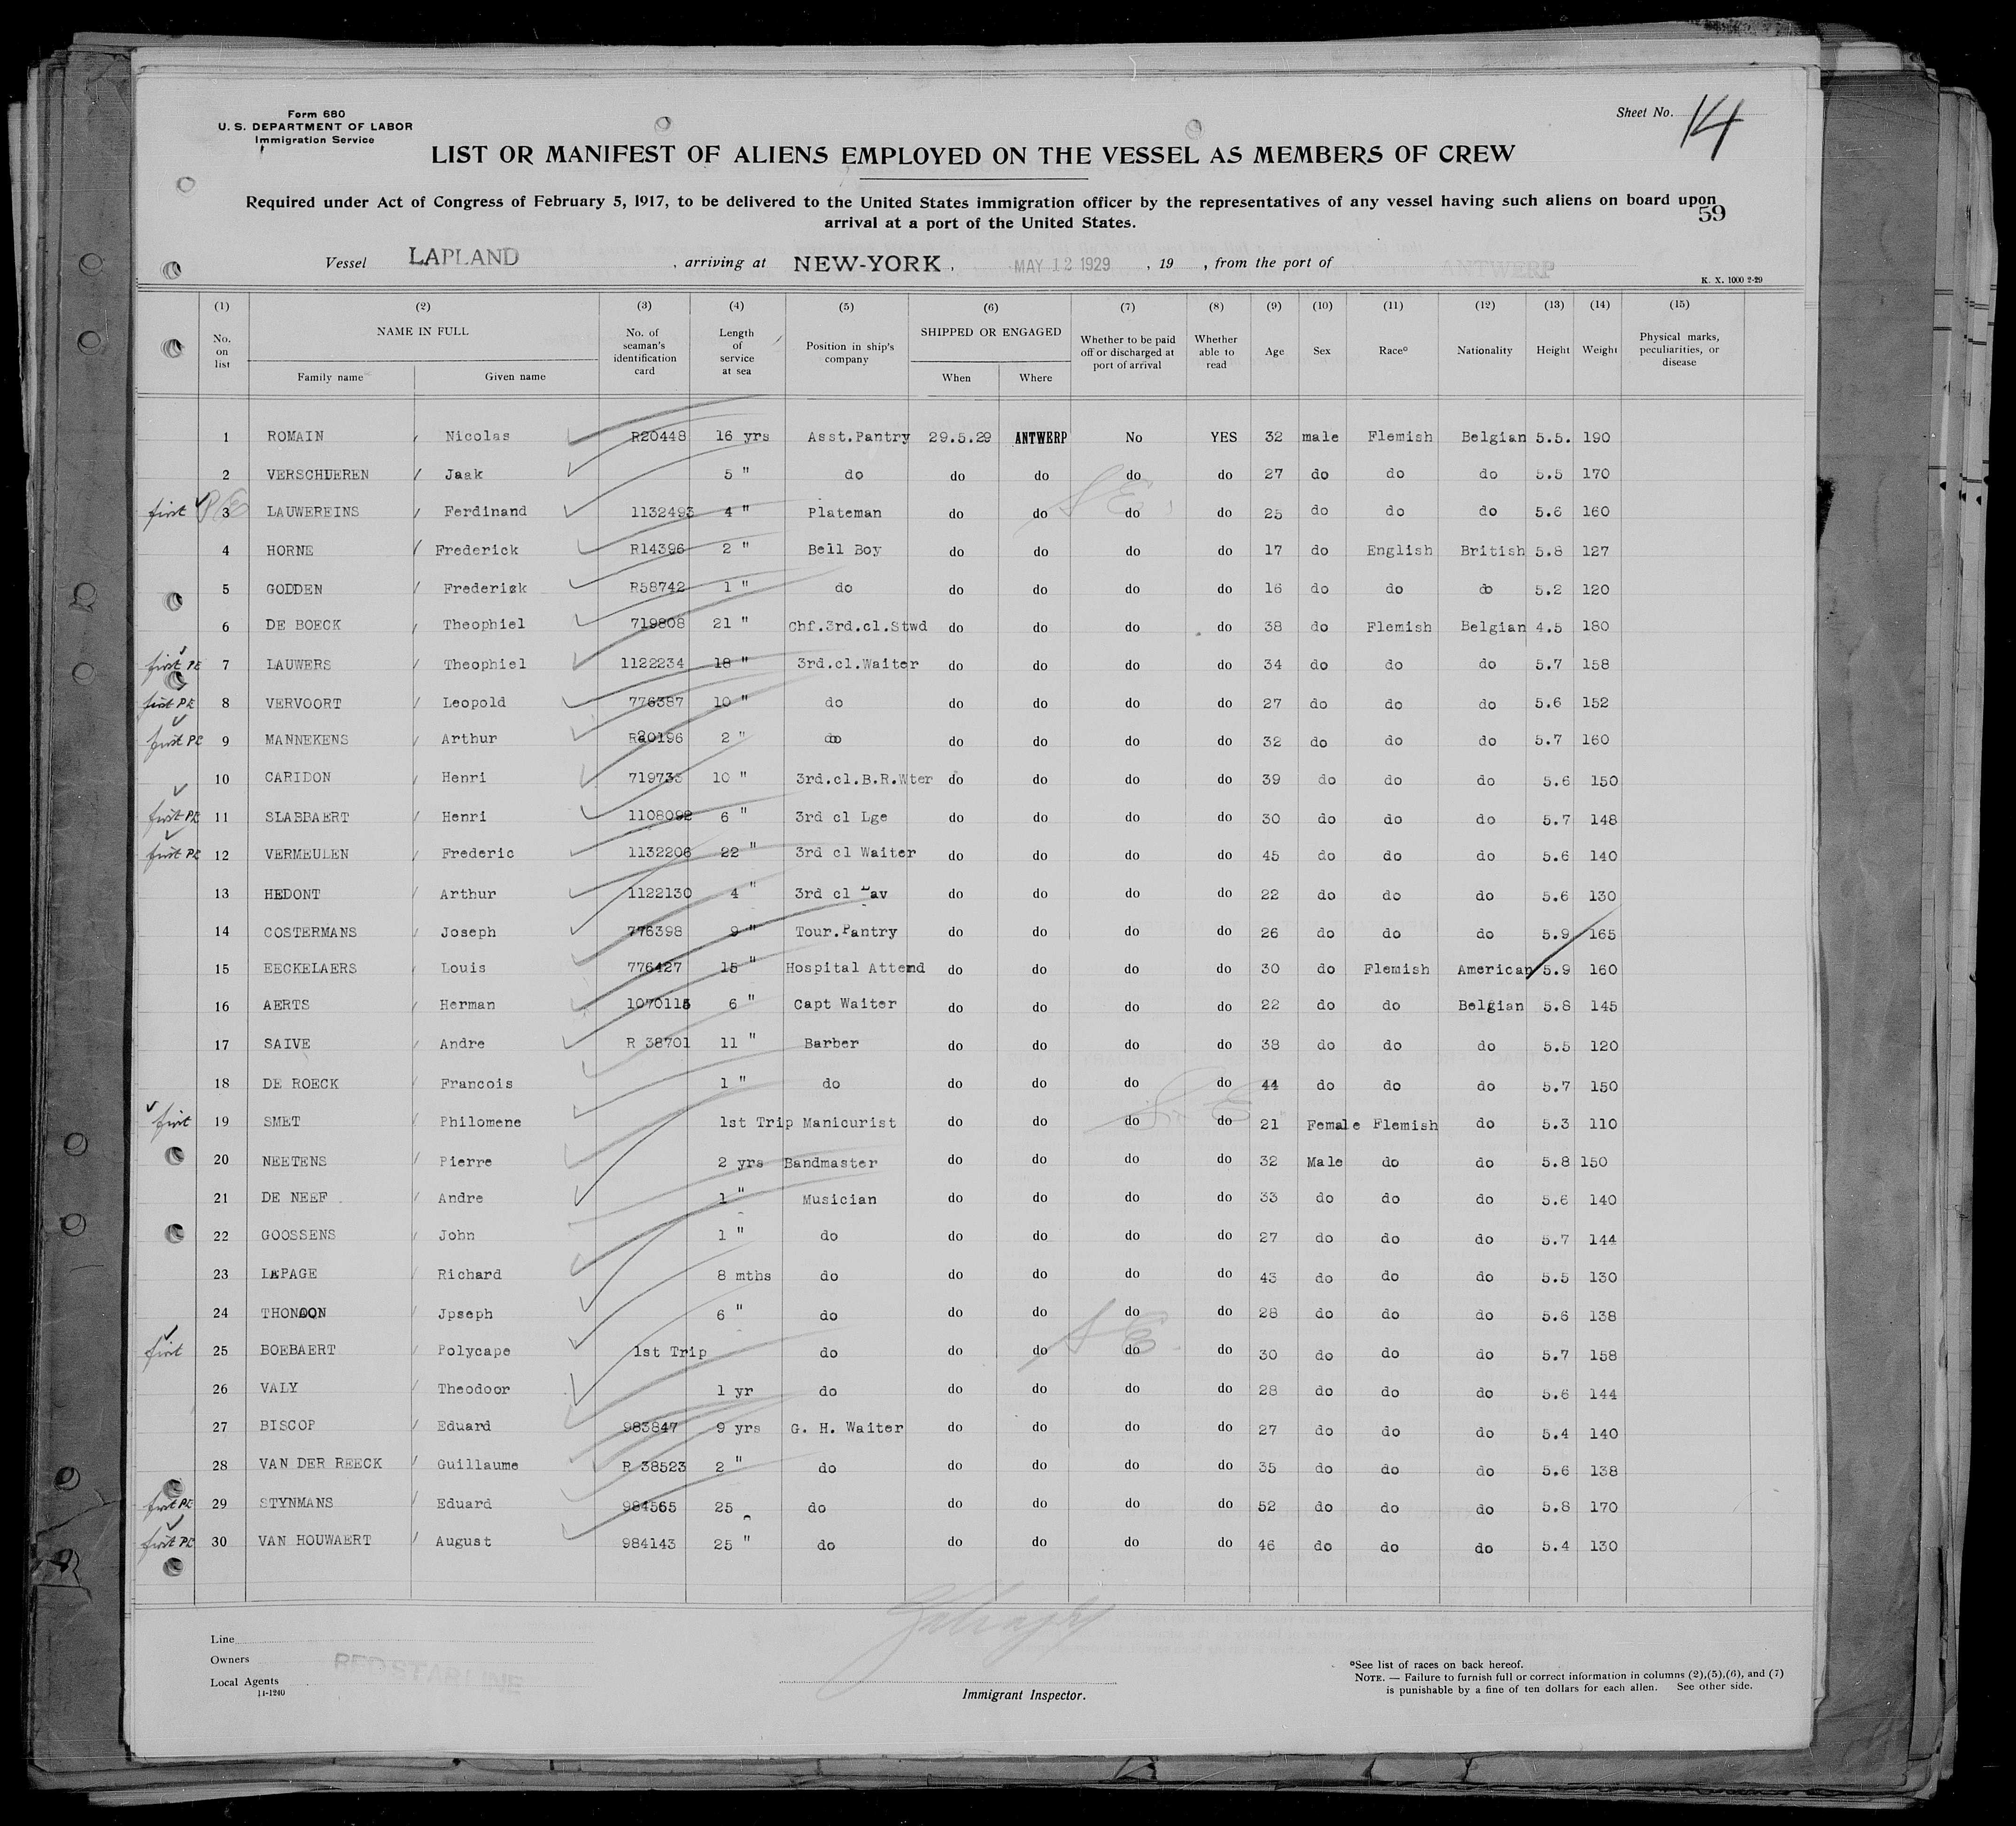 Form 680
U. S. DEPARTMENT OF LABOR
Immigration Service
Sheet No. 14
LIST OR MANIFEST OF ALIENS EMPLOYED ON THE VESSEL AS MEMBERS OF CREW
Required under Act of Congress of February 5, 1917, to be delivered to the United States immigration officer by the representatives of any vessel having such aliens on board upon
arrival at a port of the United States.
59
Vessel LAPLAND , arriving at NEW-YORK , MAY 12 1929 , 19 , from the port of ANTWERP
K. X. 1000 2-29
(1) (2) (3) (4) (5) (6) (7) (8) (9) (10) (11) (12) (13) (14) (15)
No. on list NAME IN FULL Family name Given name No. of seaman's identification card Length of service at sea Position in ship's company SHIPPED OR ENGAGED When Where Whether to be paid off or discharged at port of arrival Whether able to read Age Sex Race° Nationality Height Weight Physical marks, peculiarities, or disease
1 ROMAIN Nicolas R20448 16 yrs Asst.Pantry 29.5.29 ANTWERP No YES 32 male Flemish Belgian 5.5. 190
2 VERSCHUEREN Jaak 5 " do do do do do 27 do do do 5.5 170
first 3 LAUWEREINS Ferdinand 1132493 4 " Plateman do do do do 25 do do do 5.6 160
4 HORNE Frederick R14396 2 " Bell Boy do do do do 17 do English British 5.8 127
5 GODDEN Frederisk R58742 1 " do do do do do 16 do do do 5.2 120
6 DE BOECK Theophiel 719808 21 " Chf.3rd.cl.Stwd do do do do 38 do Flemish Belgian 4.5 180
first PE 7 LAUWERS Theophiel 1122234 18 " 3rd.cl.Waiter do do do do 34 do do do 5.7 158
first PE 8 VERVOORT Leopold 776387 10 " do do do do do 27 do do do 5.6 152
first PE 9 MANNEKENS Arthur R20196 2 " do do do do do 32 do do do 5.7 160
10 CARIDON Henri 719733 10 " 3rd.cl.B.R.Wter do do do do 39 do do do 5.6 150
first PE 11 SLABBAERT Henri 1108092 6 " 3rd cl Lge do do do do 30 do do do 5.7 148
first PE 12 VERMEULEN Frederic 1132206 22 " 3rd cl Waiter do do do do 45 do do do 5.6 140
13 HEDONT Arthur 1122130 4 " 3rd cl Lav do do do do 22 do do do 5.6 130
14 COSTERMANS Joseph 776398 9 " Tour.Pantry do do do do 26 do do do 5.9 165
15 EECKELAERS Louis 776427 15 " Hospital Attend do do do do 30 do Flemish American 5.9 160
16 AERTS Herman 1070115 6 " Capt Waiter do do do do 22 do do Belgian 5.8 145
17 SAIVE Andre R 38701 11 " Barber do do do do 38 do do do 5.5 120
18 DE ROECK Francois 1 " do do do do do 44 do do do 5.7 150
first 19 SMET Philomene 1st Trip Manicurist do do do do 21 Female Flemish do 5.3 110
20 NEETENS Pierre 2 yrs Bandmaster do do do do 32 Male do do 5.8 150
21 DE NEEF Andre 1 " Musician do do do do 33 do do do 5.6 140
22 GOOSSENS John 1 " do do do do do 27 do do do 5.7 144
23 LEPAGE Richard 8 mths do do do do do 43 do do do 5.5 130
24 THONOON Jpseph 6 " do do do do do 28 do do do 5.6 138
first 25 BOEBAERT Polycape 1st Trip do do do do do 30 do do do 5.7 158
26 VALY Theodoor 1 yr do do do do do 28 do do do 5.6 144
27 BISCOP Eduard 983847 9 yrs G. H. Waiter do do do do 27 do do do 5.4 140
28 VAN DER REECK Guillaume R 38523 2 " do do do do do 35 do do do 5.6 138
first PE 29 STYNMANS Eduard 984565 25 do do do do do 52 do do do 5.8 170
first PE 30 VAN HOUWAERT August 984143 25 " do do do do do 46 do do do 5.4 130
Line
Owners RED STAR LINE
Local Agents
14-1240
Immigrant Inspector.
°See list of races on back hereof.
NOTE. — Failure to furnish full or correct information in columns (2),(5),(6), and (7)
is punishable by a fine of ten dollars for each allen. See other side.